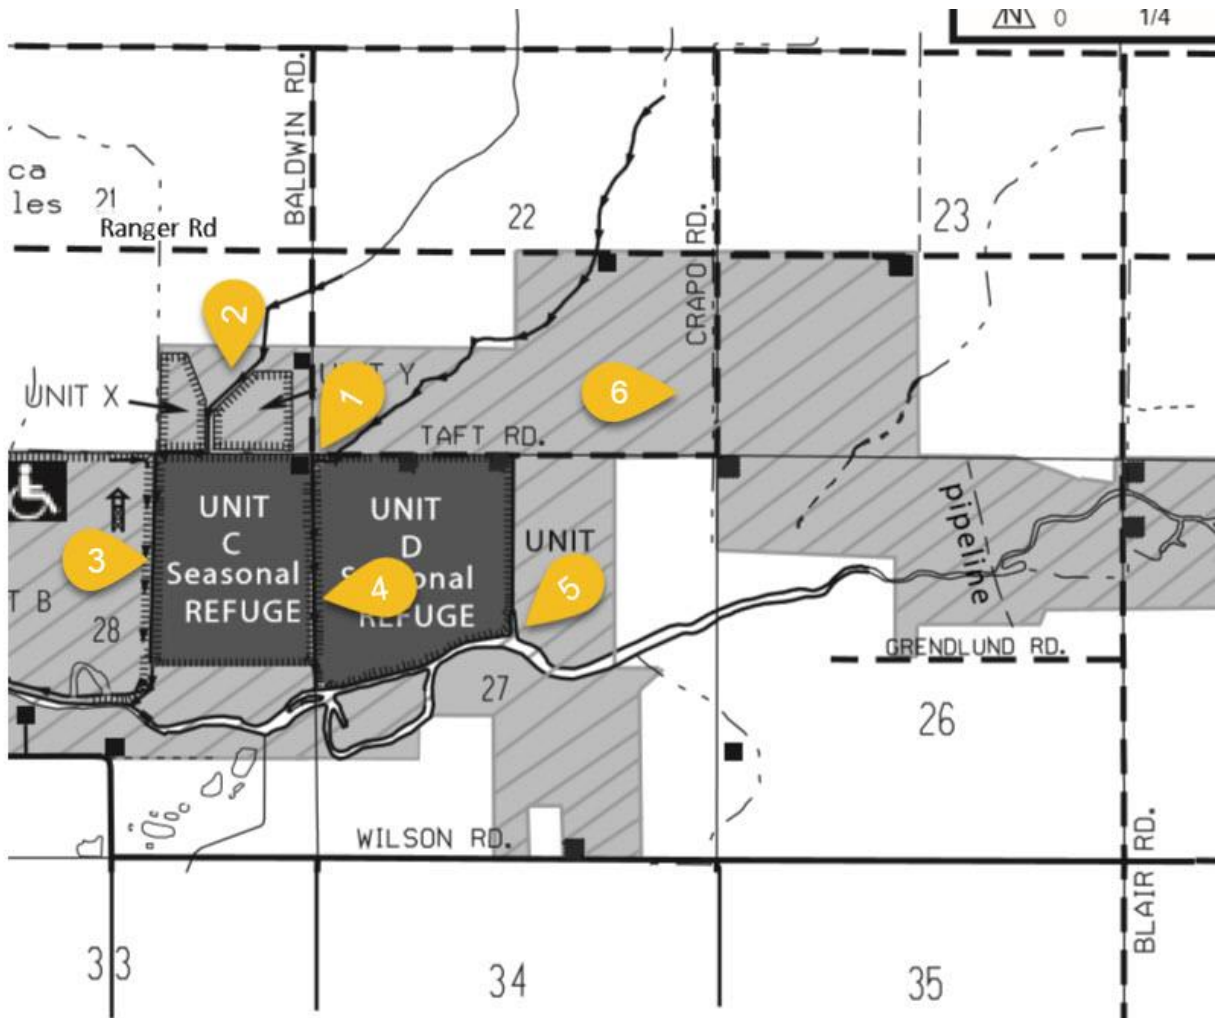 N 0 1/4
BALDWIN RD.
ca
les 21
Ranger Rd
22
CRAPO RD.
23
2
UNIT X
UNIT Y
1
6
TAFT RD.
UNIT
C
Seasonal
REFUGE
UNIT
D
Seasonal
REFUGE
UNIT
pipeline
3
4
5
T B
28
27
GRENDLUND RD.
26
WILSON RD.
BLAIR RD.
33
34
35